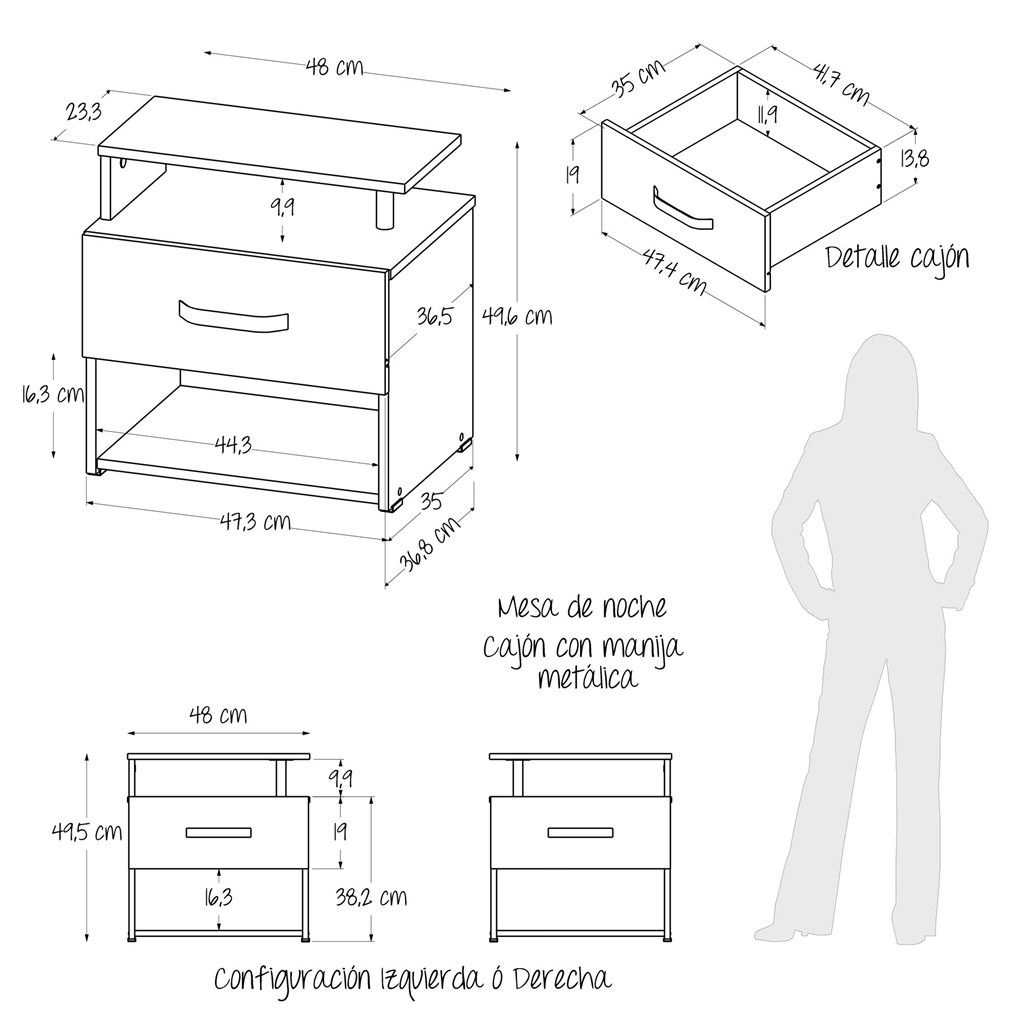 48 cm
23,3
9,9
36,5
49,6 cm
16,3 cm
44,3
47,3 cm
35
36,8 cm
35 cm
41,7 cm
11,9
19
13,8
47,4 cm
Detalle cajón
Mesa de noche
Cajón con manija
metálica
48 cm
9,9
49,5 cm
19
16,3
38,2 cm
Configuración Izquierda ó Derecha